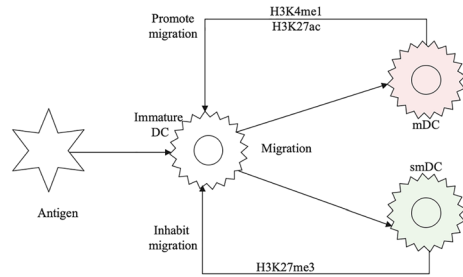 H3K4me1
H3K27ac
Promote
migration
Immature
DC
mDC
Migration
smDC
Antigen
Inhabit
migration
H3K27me3